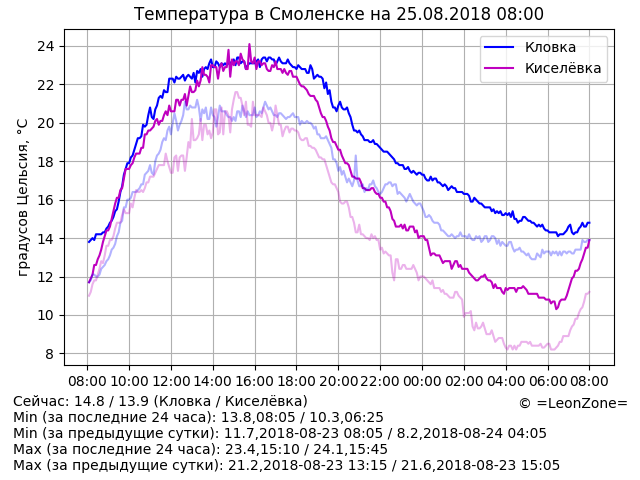 Температура в Смоленске на 25.08.2018 08:00
Кловка
Киселёвка
градусов Цельсия, °C
24
22
20
18
16
14
12
10
8
08:00 10:00 12:00 14:00 16:00 18:00 20:00 22:00 00:00 02:00 04:00 06:00 08:00
Сейчас: 14.8 / 13.9 (Кловка / Киселёвка)
© =LeonZone=
Min (за последние 24 часа): 13.8,08:05 / 10.3,06:25
Min (за предыдущие сутки): 11.7,2018-08-23 08:05 / 8.2,2018-08-24 04:05
Max (за последние 24 часа): 23.4,15:10 / 24.1,15:45
Max (за предыдущие сутки): 21.2,2018-08-23 13:15 / 21.6,2018-08-23 15:05